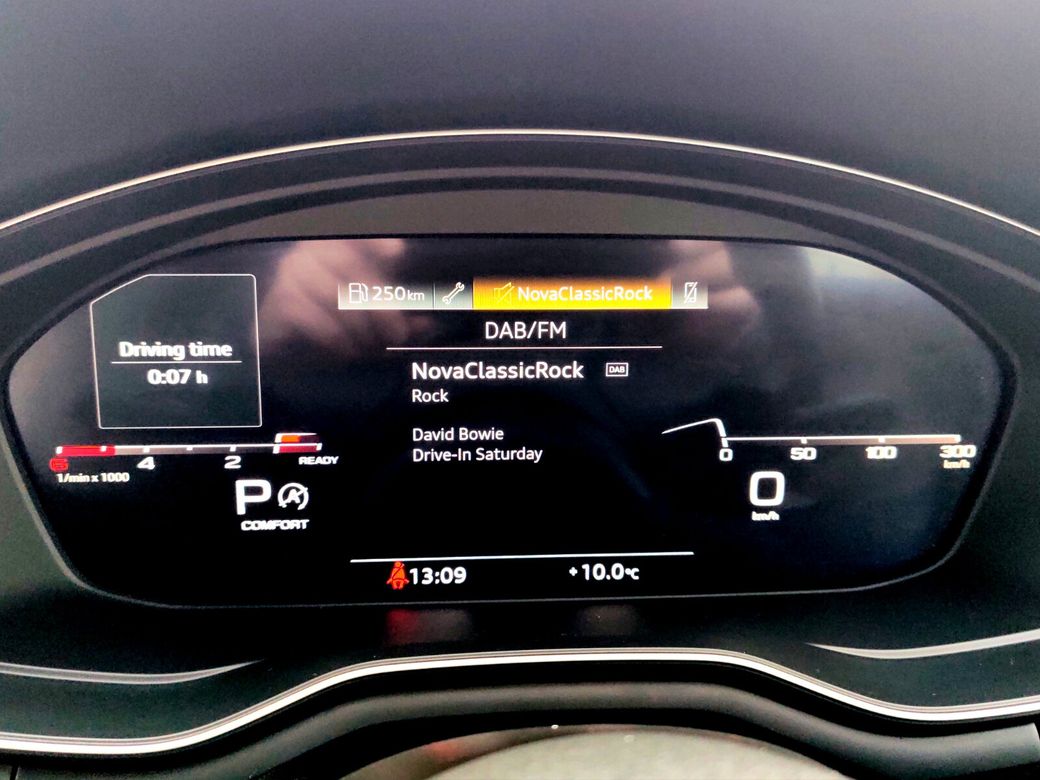 250km
NovaClassicRock
DAB/FM
Driving time
0:07 h
NovaClassicRock DAB
Rock
David Bowie
Drive-In Saturday
6 4 2 READY
1/min x 1000
0 50 100 300
km/h
P A
COMFORT
0
km/h
13:09
+10.0°C